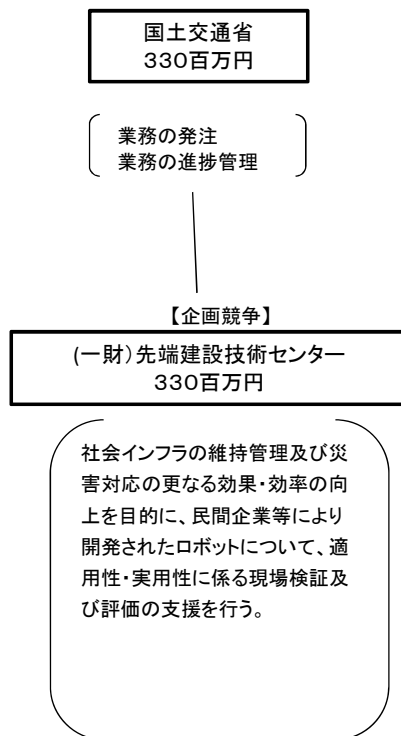 国土交通省
330百万円
業務の発注
業務の進捗管理
【企画競争】
(一財)先端建設技術センター
330百万円
社会インフラの維持管理及び災
害対応の更なる効果・効率の向
上を目的に、民間企業等により
開発されたロボットについて、適
用性・実用性に係る現場検証及
び評価の支援を行う。